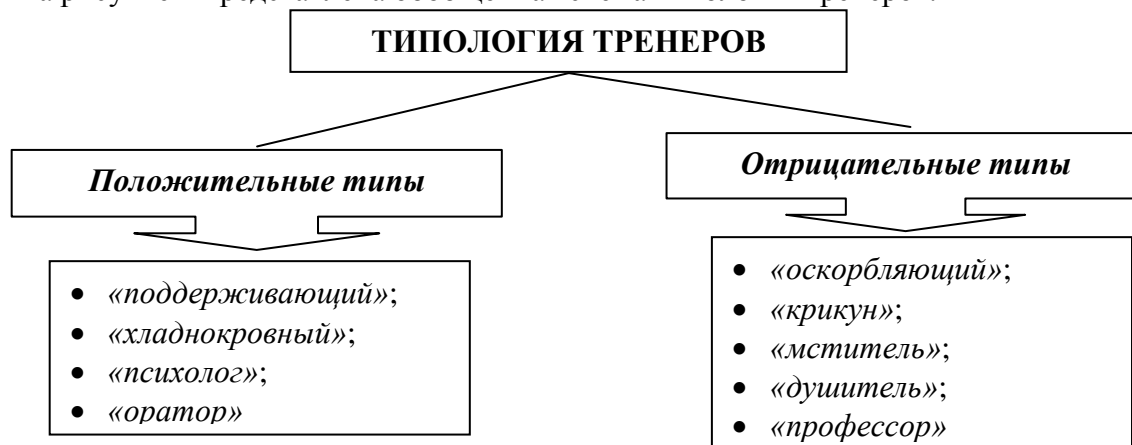 ТИПОЛОГИЯ ТРЕНЕРОВ
Положительные типы
Отрицательные типы
• «поддерживающий»;
• «хладнокровный»;
• «психолог»;
• «оратор»
• «оскорбляющий»;
• «крикун»;
• «мститель»;
• «душитель»;
• «профессор»